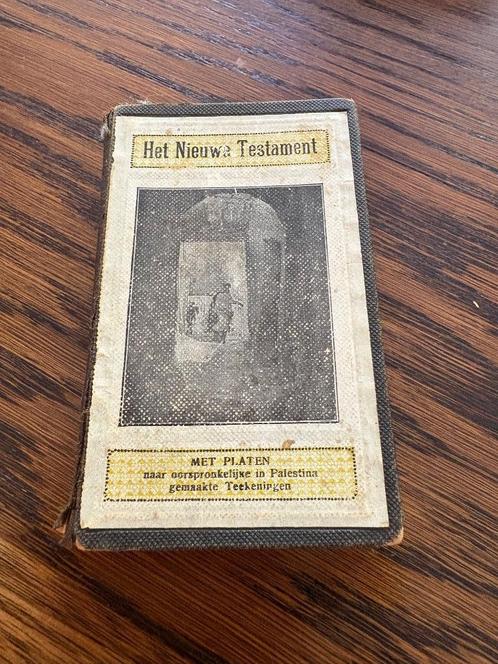 Het Nieuwe Testament
MET PLATEN
naar oorspronkelijke in Palestina
gemaakte Teekeningen